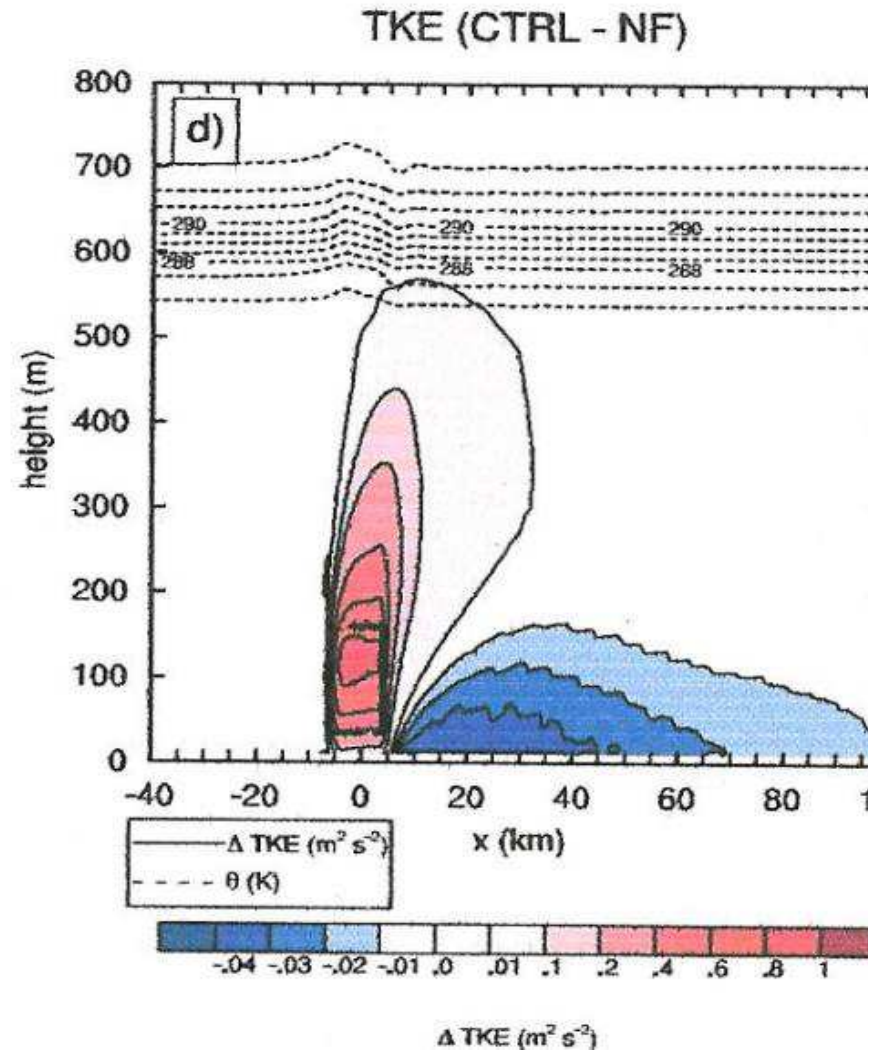 TKE (CTRL - NF)
800
d)
700
290 290 290
600
288 288 268
500
400
300
200
100
0
height (m)
-40 -20 0 20 40 60 80 1
x (km)
Δ TKE (m² s⁻²)
θ (K)
-.04 -.03 -.02 -.01 .0 .01 .1 .2 .4 .6 .8 1
Δ TKE (m² s⁻²)